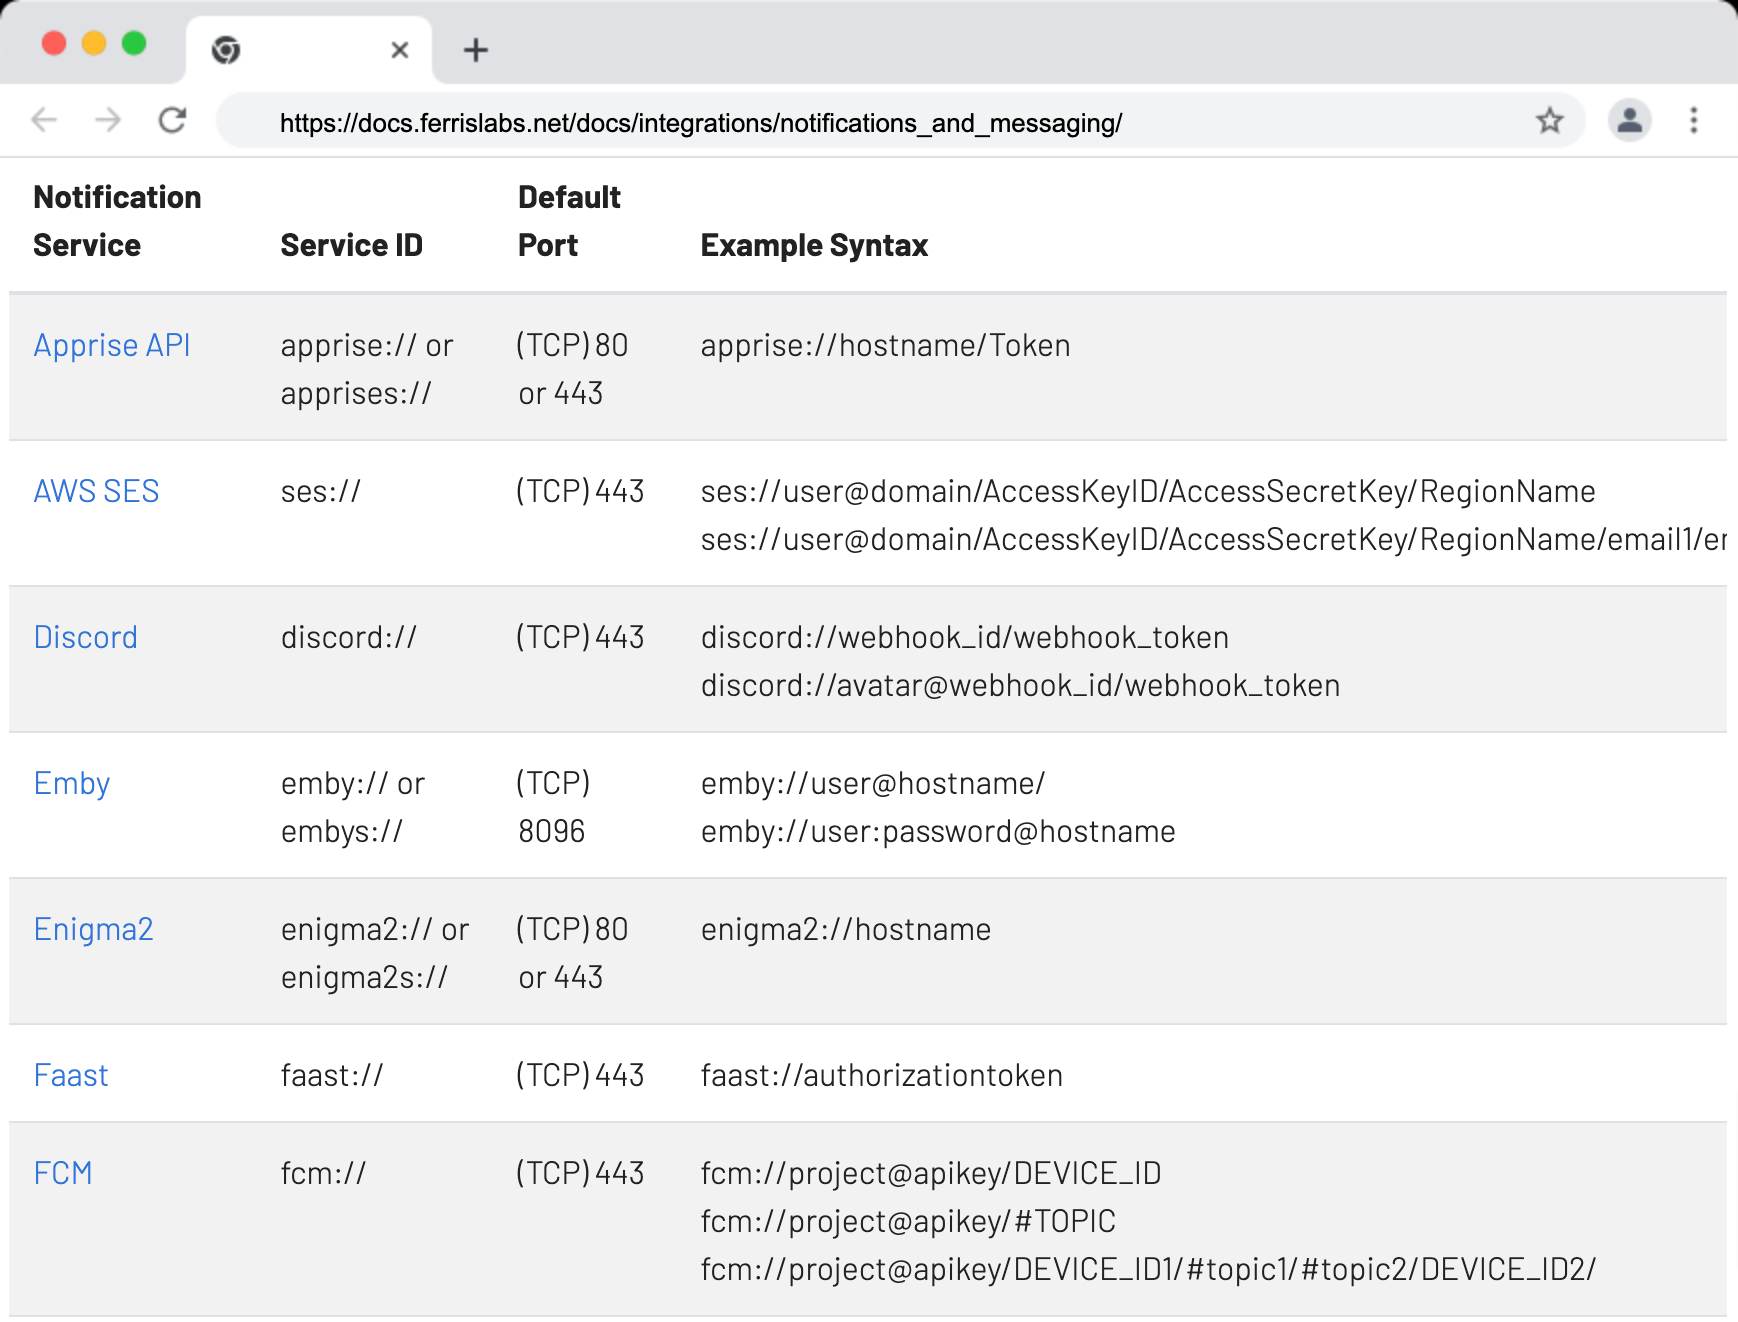 https://docs.ferrislabs.net/docs/integrations/notifications_and_messaging/
Notification Service
Service ID
Default Port
Example Syntax
Apprise API
apprise:// or
apprises://
(TCP) 80
or 443
apprise://hostname/Token
AWS SES
ses://
(TCP) 443
ses://user@domain/AccessKeyID/AccessSecretKey/RegionName
ses://user@domain/AccessKeyID/AccessSecretKey/RegionName/email1/
Discord
discord://
(TCP) 443
discord://webhook_id/webhook_token
discord://avatar@webhook_id/webhook_token
Emby
emby:// or
embys://
(TCP)
8096
emby://user@hostname/
emby://user:password@hostname
Enigma2
enigma2:// or
enigma2s://
(TCP) 80
or 443
enigma2://hostname
Faast
faast://
(TCP) 443
faast://authorizationtoken
FCM
fcm://
(TCP) 443
fcm://project@apikey/DEVICE_ID
fcm://project@apikey/#TOPIC
fcm://project@apikey/DEVICE_ID1/#topic1/#topic2/DEVICE_ID2/